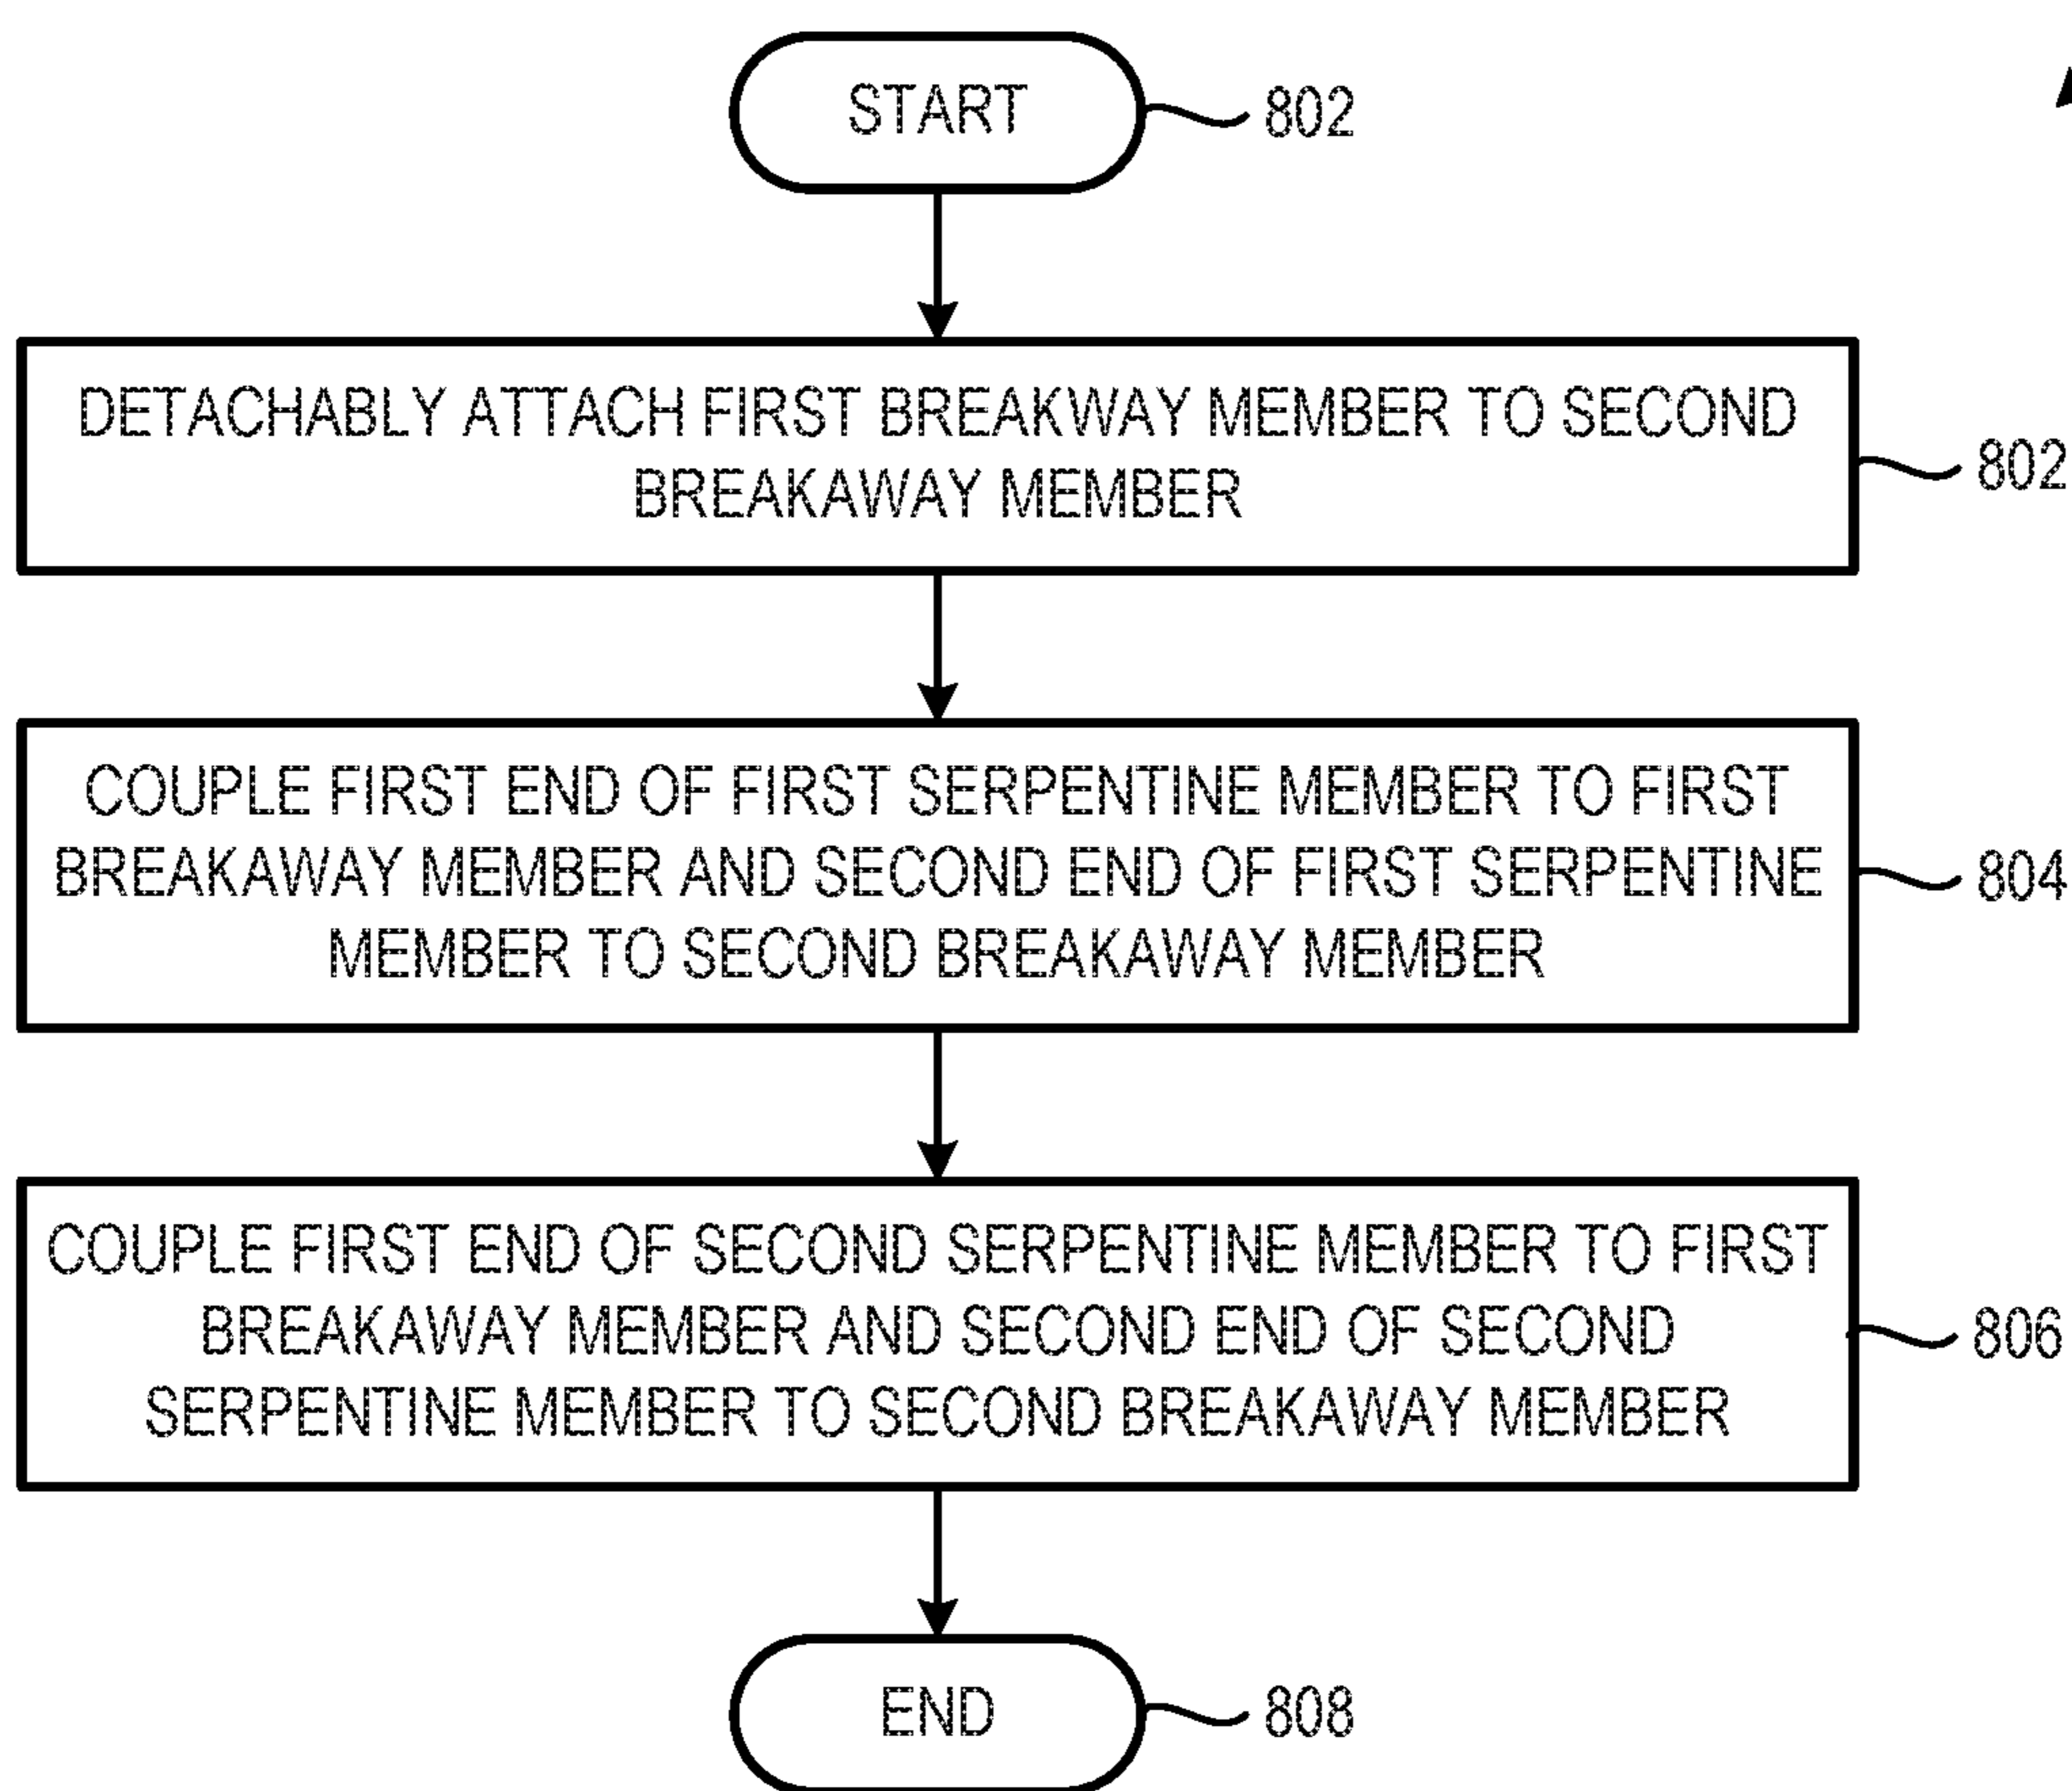 START
802
DETACHABLY ATTACH FIRST BREAKWAY MEMBER TO SECOND
BREAKAWAY MEMBER
802
COUPLE FIRST END OF FIRST SERPENTINE MEMBER TO FIRST
BREAKAWAY MEMBER AND SECOND END OF FIRST SERPENTINE
MEMBER TO SECOND BREAKAWAY MEMBER
804
COUPLE FIRST END OF SECOND SERPENTINE MEMBER TO FIRST
BREAKAWAY MEMBER AND SECOND END OF SECOND
SERPENTINE MEMBER TO SECOND BREAKAWAY MEMBER
806
END
808